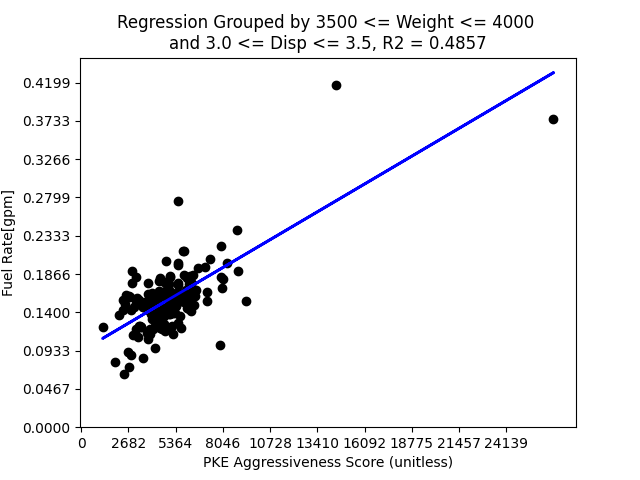 Regression Grouped by 3500 <= Weight <= 4000
and 3.0 <= Disp <= 3.5, R2 = 0.4857
Fuel Rate[gpm]
0.4199
0.3733
0.3266
0.2799
0.2333
0.1866
0.1400
0.0933
0.0467
0.0000
0 2682 5364 8046 10728 13410 16092 18775 21457 24139
PKE Aggressiveness Score (unitless)